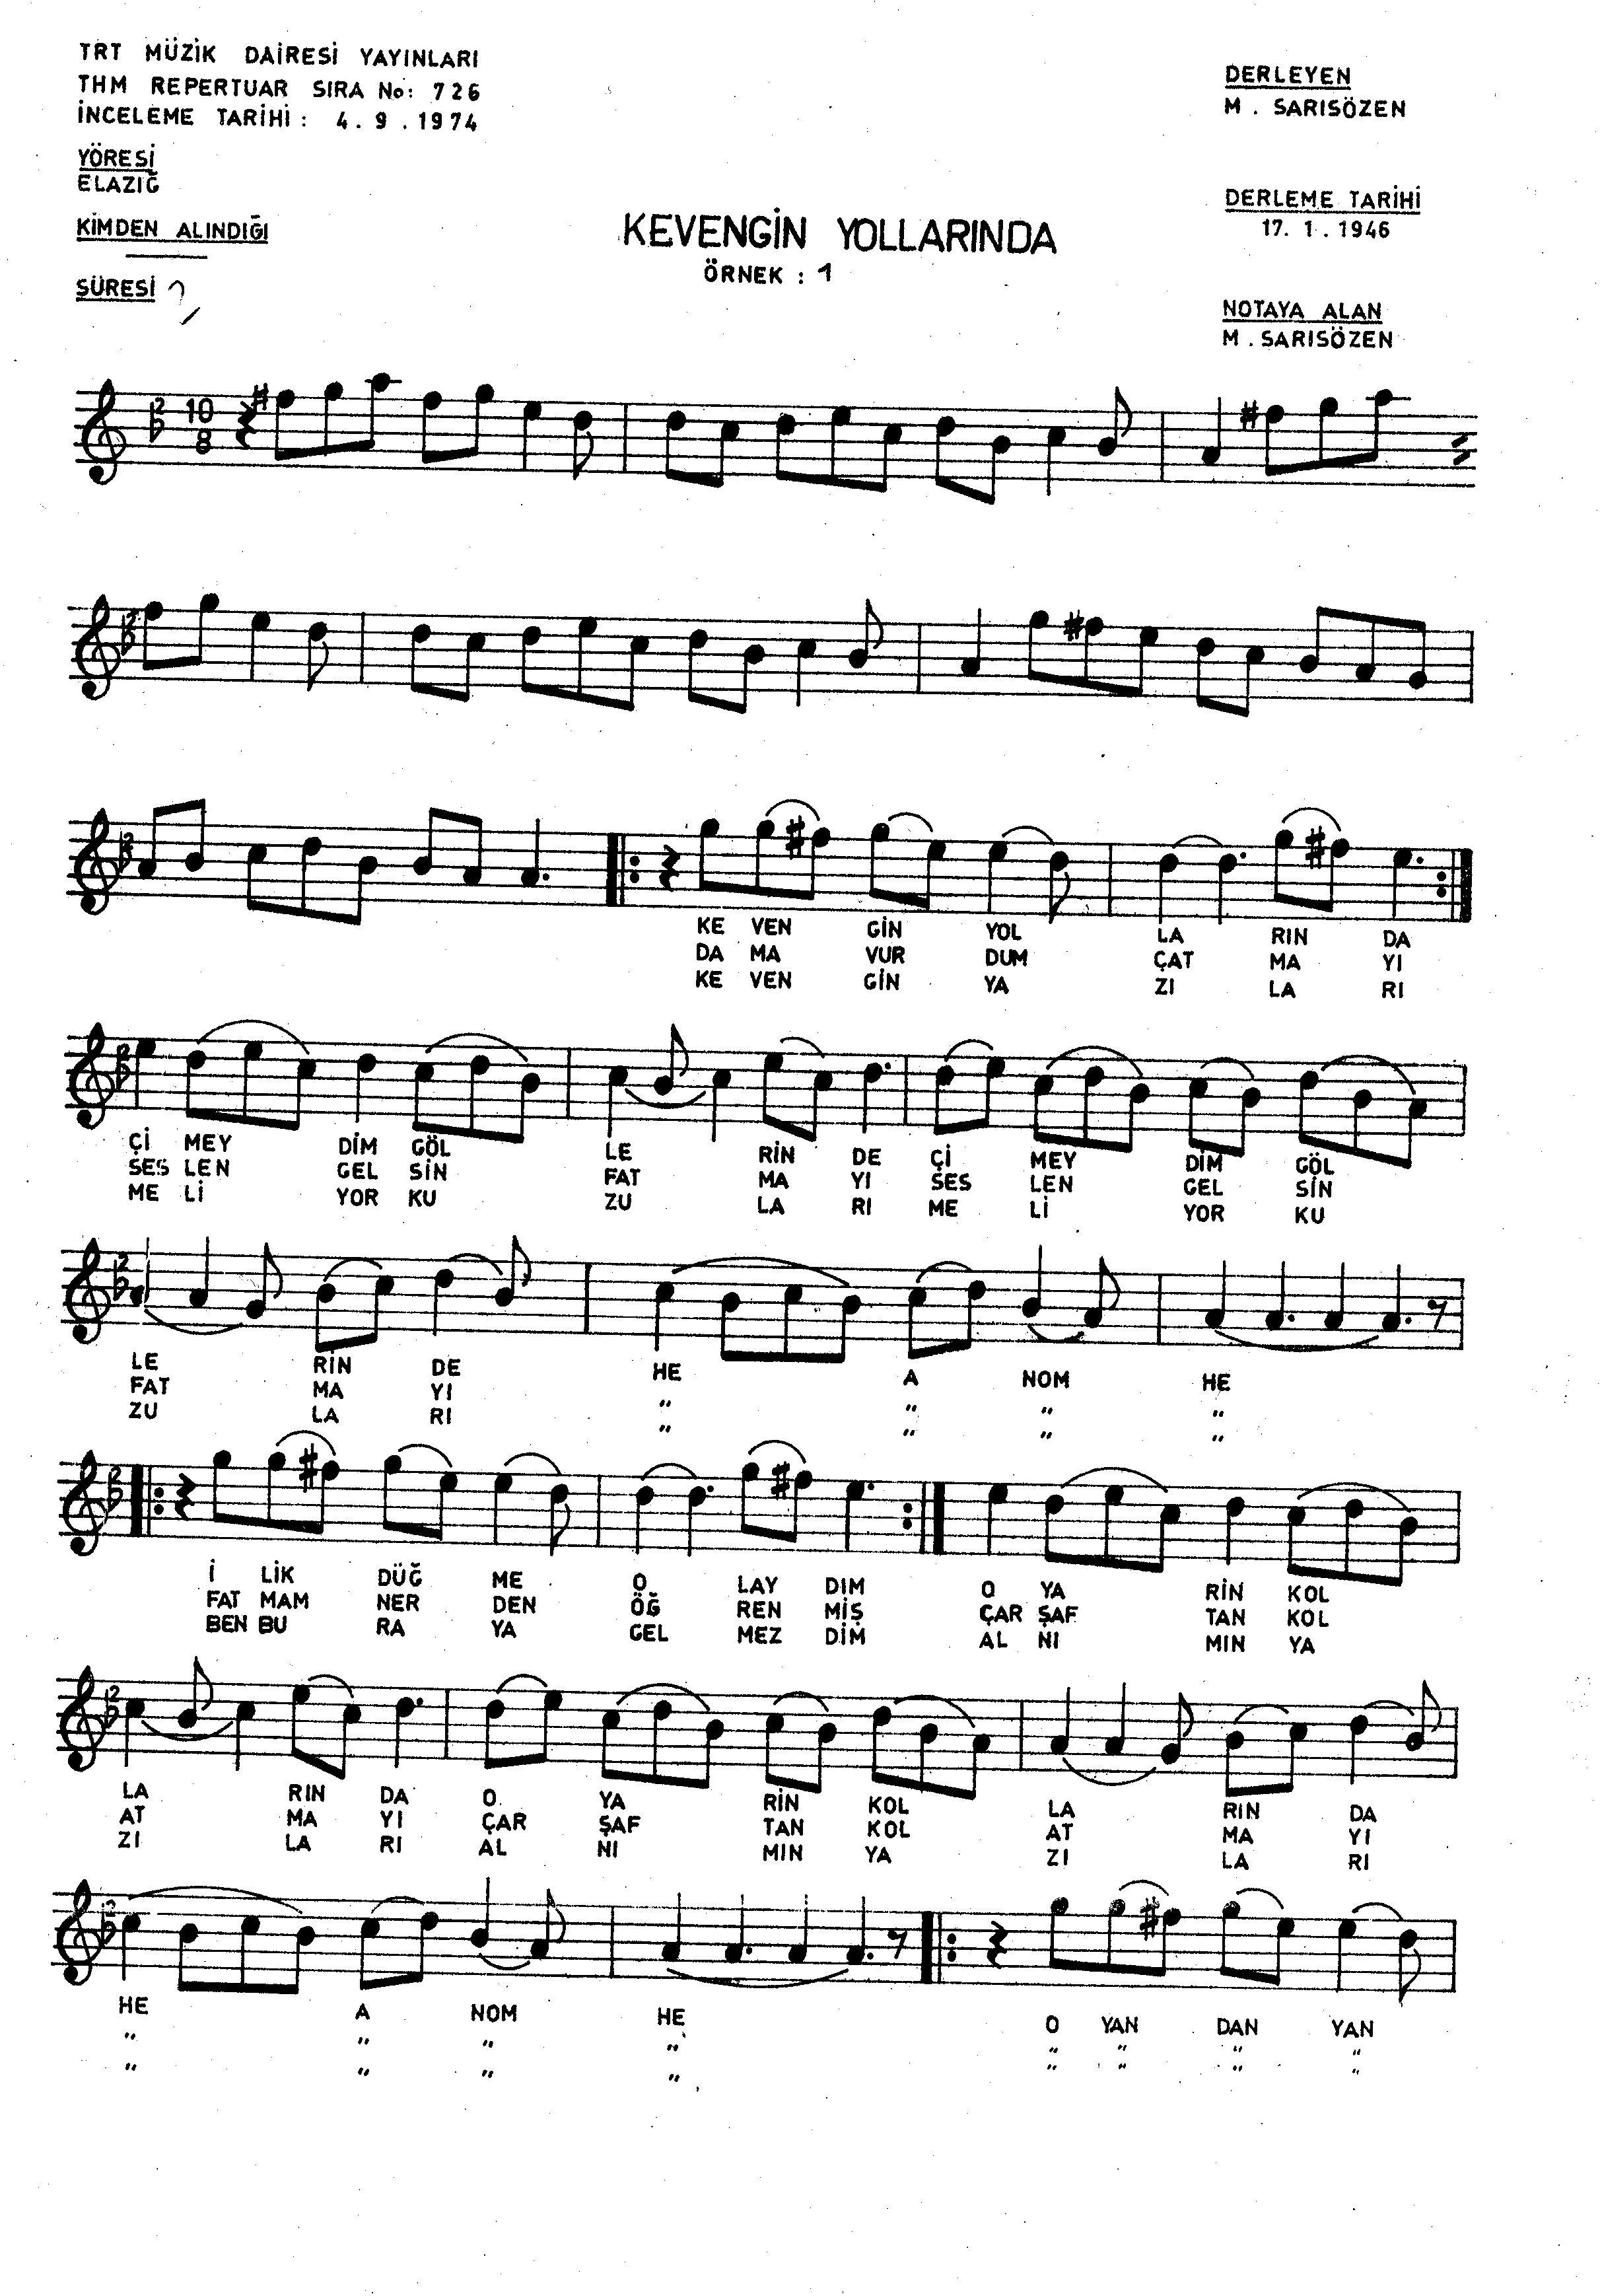 TRT MÜZİK DAİRESİ YAYINLARI
THM REPERTUAR SIRA No: 726
İNCELEME TARİHİ : 4.9.1974
YÖRESİ
ELAZIĞ
KİMDEN ALINDIĞI
SÜRESİ
DERLEYEN
M. SARISÖZEN
DERLEME TARİHİ
17.1.1946
NOTAYA ALAN
M. SARISÖZEN
KEVENGİN YOLLARINDA
ÖRNEK : 1
10
8
KE VEN GİN YOL LA RIN DA
DA MA VUR DUM ÇAT MA YI
KE VEN GİN YA ZI LA RI
Çİ MEY DİM GÖL LE RİN DE Çİ MEY DİM GÖL
SES LEN GEL SİN FAT MA YI SES LEN GEL SİN
ME Lİ YOR KU ZU LA RI ME Lİ YOR KU
LE RİN DE HE A NOM HE
FAT MA YI " " " "
ZU LA RI " " " "
İ LİK DÜĞ ME O LAY DIM O YA RİN KOL
FAT MAM NER DEN ÖĞ REN MİŞ ÇAR ŞAF TAN KOL
BEN BU RA YA GEL MEZ DİM AL NI MIN YA
LA RIN DA O YA RİN KOL LA RIN DA
AT MA YI ÇAR ŞAF TAN KOL AT MA YI
ZI LA RI AL NI MIN YA ZI LA RI
HE A NOM HE O YAN DAN YAN
" " " " " " " "
" " " " " " " "